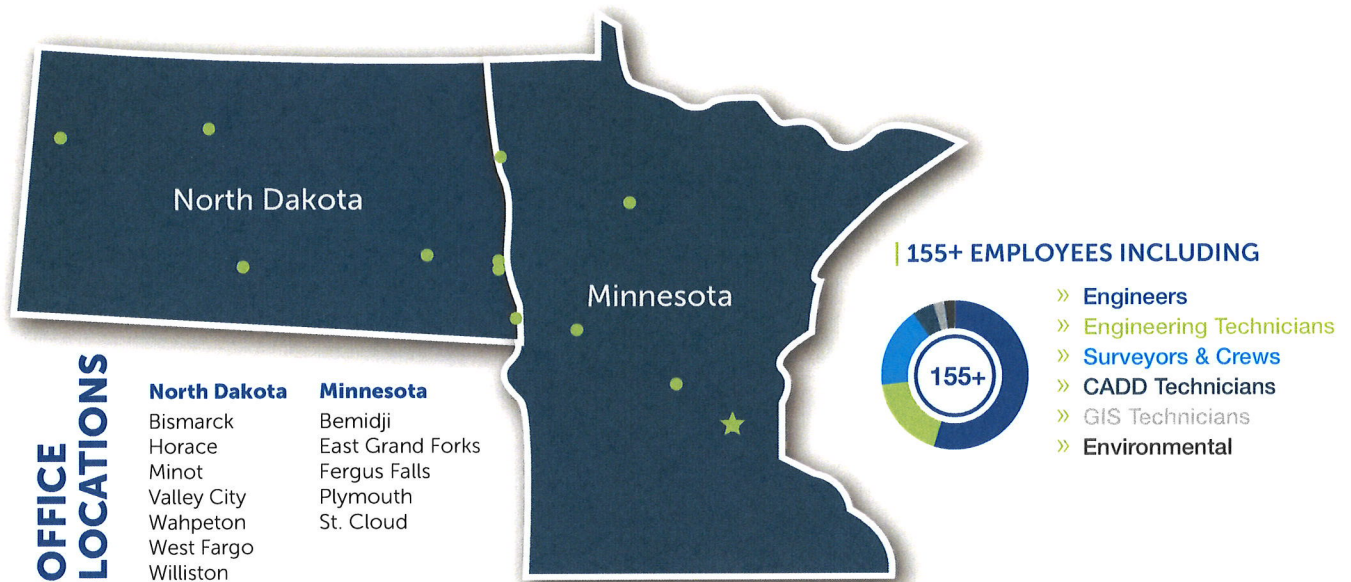 North Dakota
Minnesota
155+ EMPLOYEES INCLUDING
155+
» Engineers
» Engineering Technicians
» Surveyors & Crews
» CADD Technicians
» GIS Technicians
» Environmental
OFFICE
LOCATIONS
North Dakota
Bismarck
Horace
Minot
Valley City
Wahpeton
West Fargo
Williston
Minnesota
Bemidji
East Grand Forks
Fergus Falls
Plymouth
St. Cloud